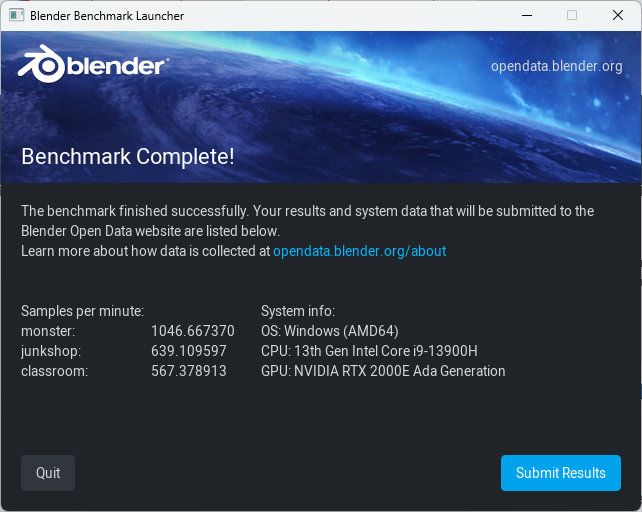 Blender Benchmark Launcher
blender
opendata.blender.org
Benchmark Complete!
The benchmark finished successfully. Your results and system data that will be submitted to the
Blender Open Data website are listed below.
Learn more about how data is collected at opendata.blender.org/about
Samples per minute:
monster: 1046.667370
junkshop: 639.109597
classroom: 567.378913
System info:
OS: Windows (AMD64)
CPU: 13th Gen Intel Core i9-13900H
GPU: NVIDIA RTX 2000E Ada Generation
Quit
Submit Results